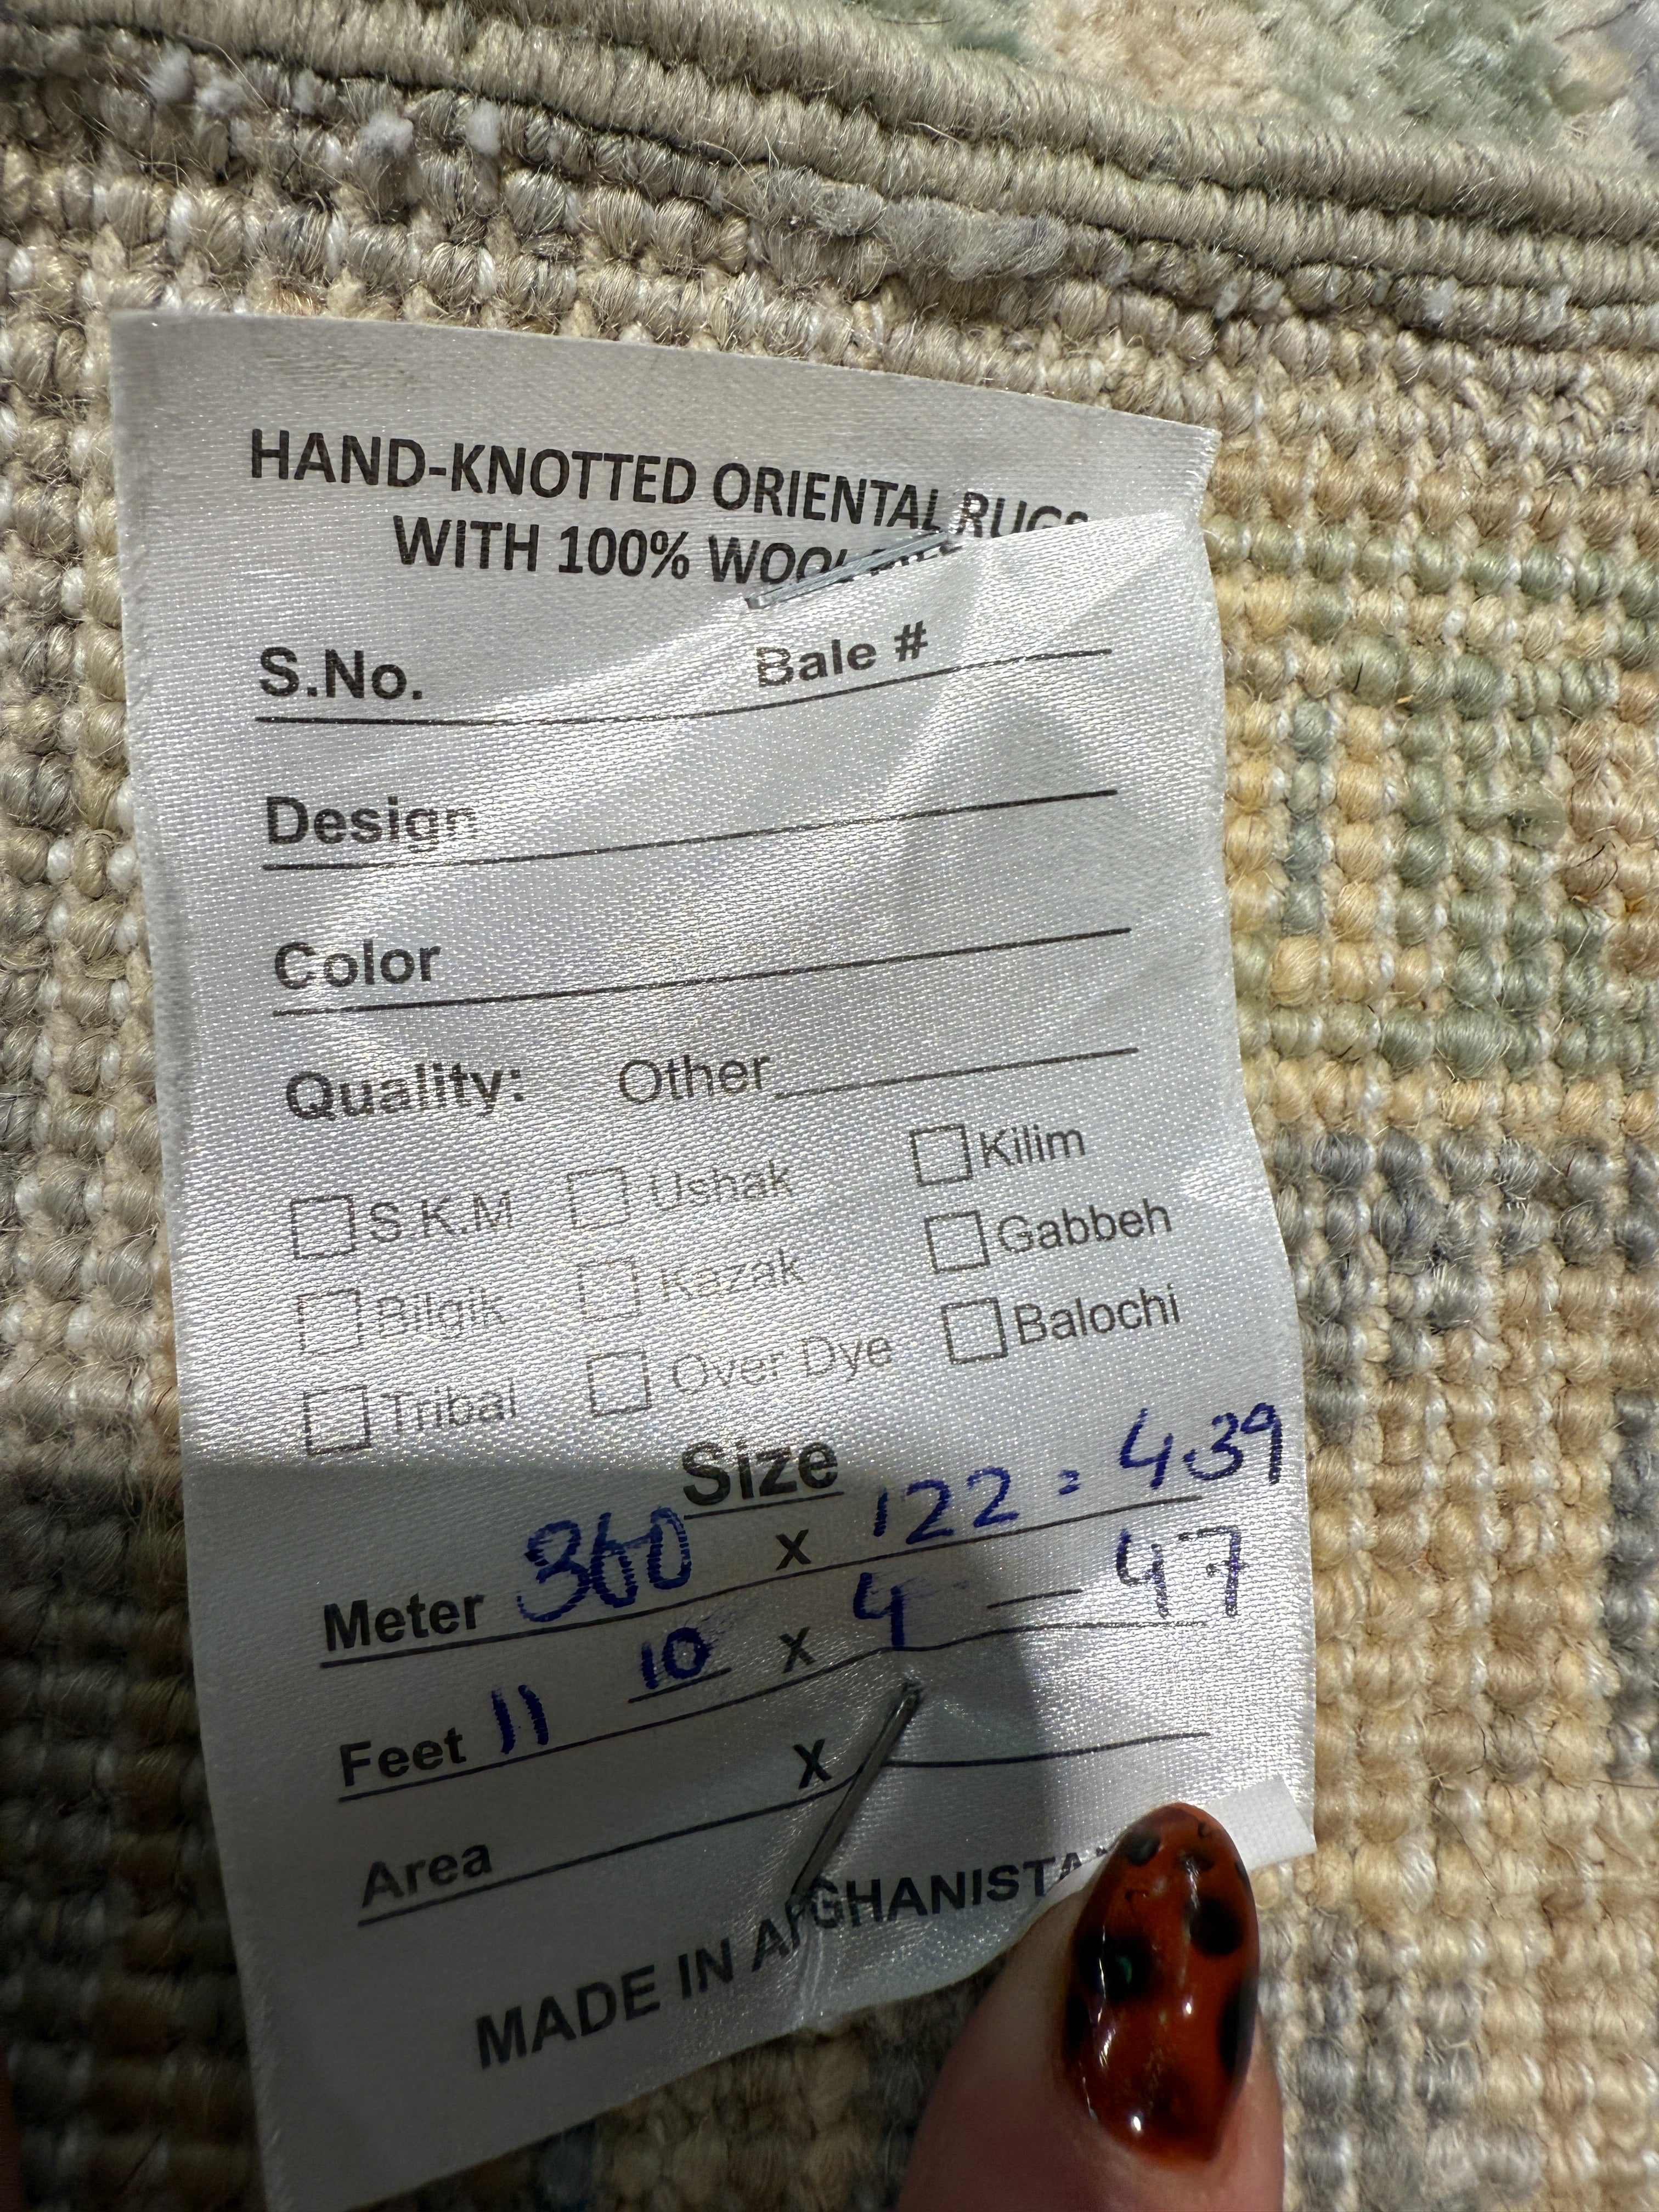 HAND-KNOTTED ORIENTAL RUGS
WITH 100% WOOL
S.No. Bale #
Design
Color
Quality: Other
S.K.M Ushak Kilim
Bilgik Kazak Gabbeh
Tribal Over Dye Balochi
Size
Meter 360 x 122 = 4.39
Feet 11 10 x 4 — 47
Area x
MADE IN AFGHANISTA